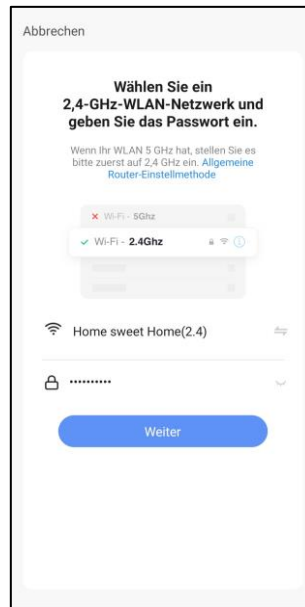 Abbrechen
Wählen Sie ein
2,4-GHz-WLAN-Netzwerk und
geben Sie das Passwort ein.
Wenn Ihr WLAN 5 GHz hat, stellen Sie es
bitte zuerst auf 2,4 GHz ein. Allgemeine
Router-Einstellmethode
Wi-Fi - 5Ghz
Wi-Fi - 2.4Ghz
Home sweet Home(2.4)
••••••••••
Weiter